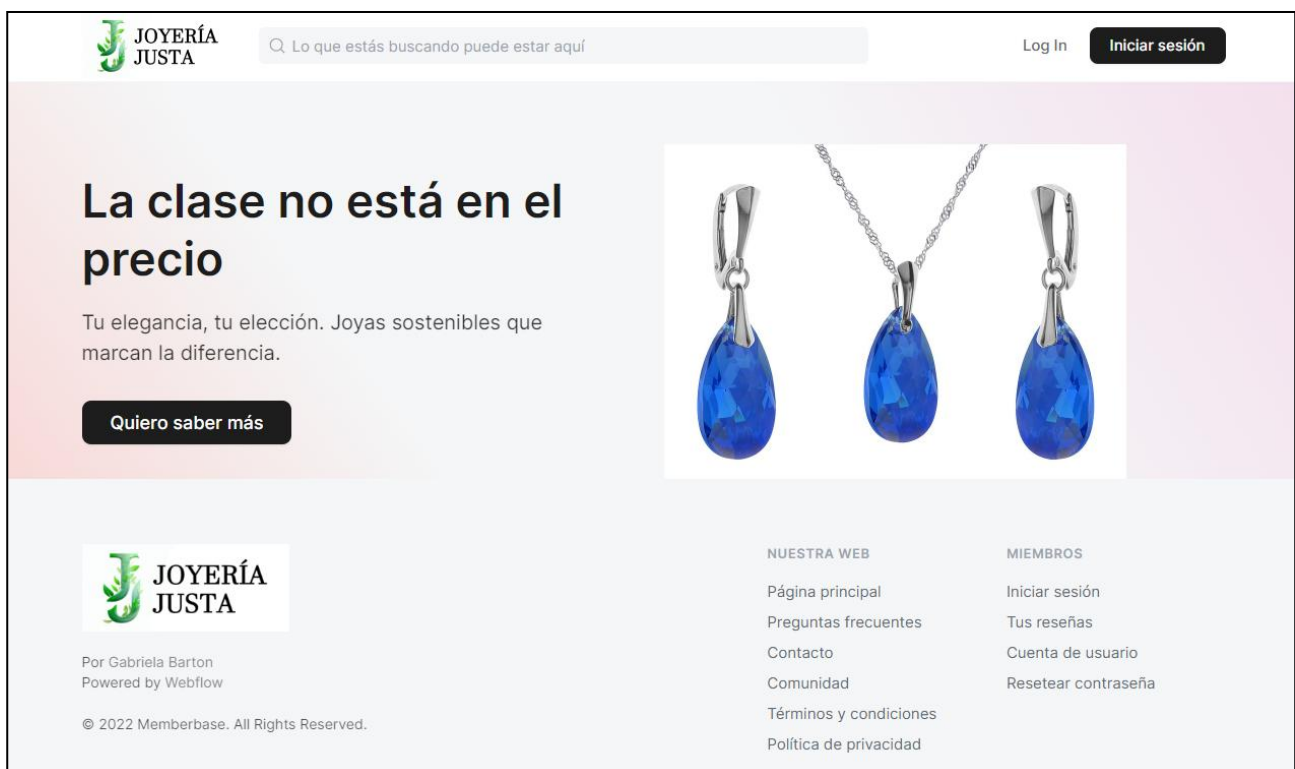 JOYERÍA
JUSTA
Lo que estás buscando puede estar aquí
Log In
Iniciar sesión
La clase no está en el
precio
Tu elegancia, tu elección. Joyas sostenibles que
marcan la diferencia.
Quiero saber más
JOYERÍA
JUSTA
Por Gabriela Barton
Powered by Webflow
© 2022 Memberbase. All Rights Reserved.
NUESTRA WEB
Página principal
Preguntas frecuentes
Contacto
Comunidad
Términos y condiciones
Política de privacidad
MIEMBROS
Iniciar sesión
Tus reseñas
Cuenta de usuario
Resetear contraseña